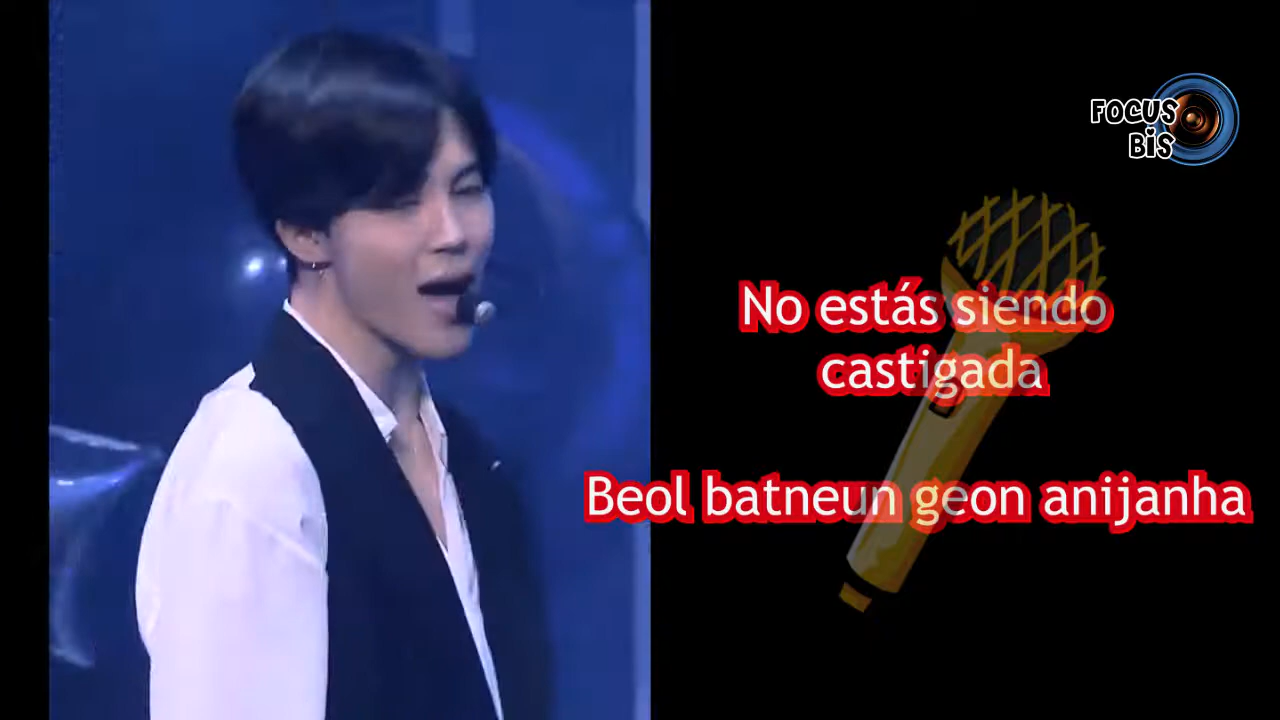 FOCUS
BiS
No estás siendo
castigada
Beol batneun geon anijanha